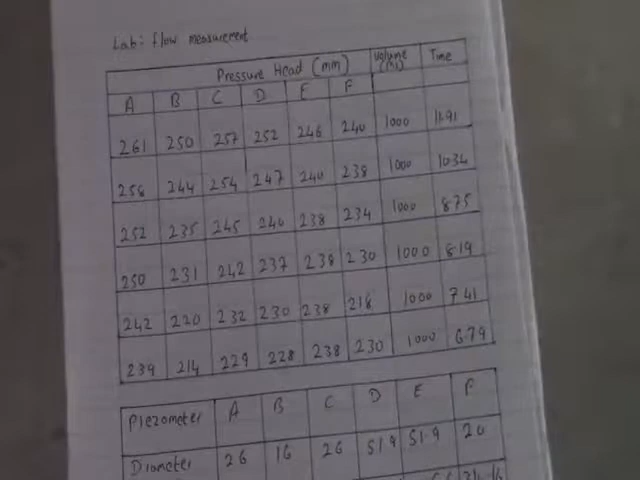 Lab: flow measurement
Pressure Head (mm) Volume (ml) Time
A B C D E F
261 250 257 252 246 240 1000 11.91
258 244 254 247 240 238 1000 10.34
252 235 245 240 238 234 1000 8.75
250 231 242 237 238 230 1000 8.19
242 220 232 230 238 218 1000 7.41
239 214 229 228 238 230 1000 6.79
Piezometer A B C D E F
Diameter 26 16 26 51.9 51.9 20